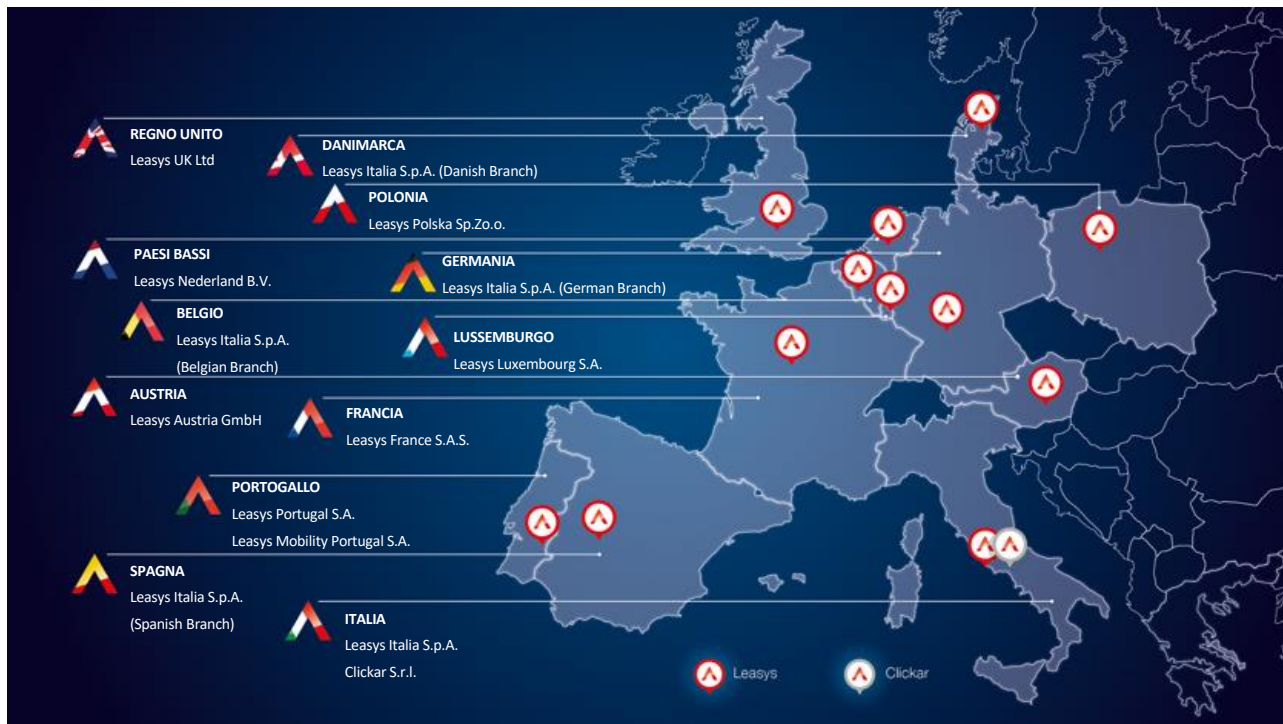 REGNO UNITO
Leasys UK Ltd
DANIMARCA
Leasys Italia S.p.A. (Danish Branch)
POLONIA
Leasys Polska Sp.Zo.o.
PAESI BASSI
Leasys Nederland B.V.
GERMANIA
Leasys Italia S.p.A. (German Branch)
BELGIO
Leasys Italia S.p.A.
(Belgian Branch)
LUSSEMBURGO
Leasys Luxembourg S.A.
AUSTRIA
Leasys Austria GmbH
FRANCIA
Leasys France S.A.S.
PORTOGALLO
Leasys Portugal S.A.
Leasys Mobility Portugal S.A.
SPAGNA
Leasys Italia S.p.A.
(Spanish Branch)
ITALIA
Leasys Italia S.p.A.
Clickar S.r.l.
Leasys
Clickar